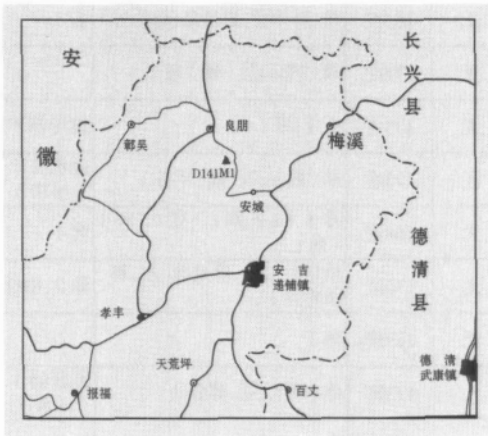 安徽
长兴县
良朋
鄣吴
梅溪
D141M1
安城
德清县
安吉
递铺镇
孝丰
天荒坪
德清
武康镇
报福
百丈